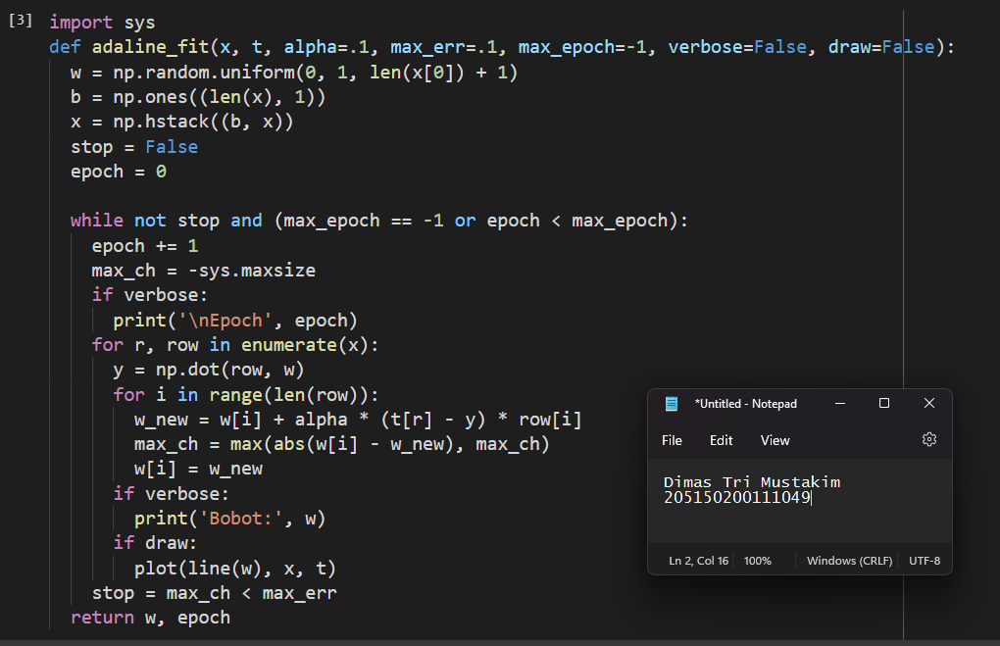 [3] import sys
def adaline_fit(x, t, alpha=.1, max_err=.1, max_epoch=-1, verbose=False, draw=False):
  w = np.random.uniform(0, 1, len(x[0]) + 1)
  b = np.ones((len(x), 1))
  x = np.hstack((b, x))
  stop = False
  epoch = 0

  while not stop and (max_epoch == -1 or epoch < max_epoch):
    epoch += 1
    max_ch = -sys.maxsize
    if verbose:
      print('\nEpoch', epoch)
    for r, row in enumerate(x):
      y = np.dot(row, w)
      for i in range(len(row)):
        w_new = w[i] + alpha * (t[r] - y) * row[i]
        max_ch = max(abs(w[i] - w_new), max_ch)
        w[i] = w_new
      if verbose:
        print('Bobot:', w)
      if draw:
        plot(line(w), x, t)
    stop = max_ch < max_err
  return w, epoch
*Untitled - Notepad
File Edit View
Dimas Tri Mustakim
205150200111049
Ln 2, Col 16 100% Windows (CRLF) UTF-8